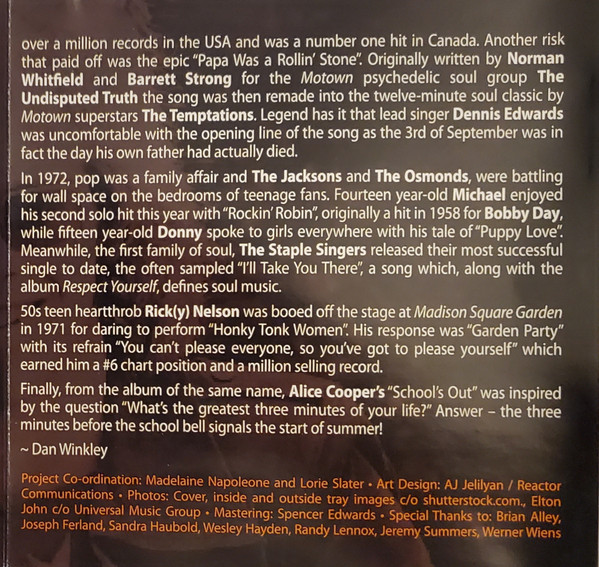 over a million records in the USA and was a number one hit in Canada. Another risk
that paid off was the epic “Papa Was a Rollin’ Stone”. Originally written by Norman
Whitfield and Barrett Strong for the Motown psychedelic soul group The
Undisputed Truth the song was then remade into the twelve-minute soul classic by
Motown superstars The Temptations. Legend has it that lead singer Dennis Edwards
was uncomfortable with the opening line of the song as the 3rd of September was in
fact the day his own father had actually died.
In 1972, pop was a family affair and The Jacksons and The Osmonds, were battling
for wall space on the bedrooms of teenage fans. Fourteen year-old Michael enjoyed
his second solo hit this year with “Rockin’ Robin”, originally a hit in 1958 for Bobby Day,
while fifteen year-old Donny spoke to girls everywhere with his tale of “Puppy Love”.
Meanwhile, the first family of soul, The Staple Singers released their most successful
single to date, the often sampled “I’ll Take You There”, a song which, along with the
album Respect Yourself, defines soul music.
50s teen heartthrob Rick(y) Nelson was booed off the stage at Madison Square Garden
in 1971 for daring to perform “Honky Tonk Women”. His response was “Garden Party”
with its refrain “You can’t please everyone, so you’ve got to please yourself” which
earned him a #6 chart position and a million selling record.
Finally, from the album of the same name, Alice Cooper’s “School’s Out” was inspired
by the question “What’s the greatest three minutes of your life?” Answer – the three
minutes before the school bell signals the start of summer!
~ Dan Winkley
Project Co-ordination: Madelaine Napoleone and Lorie Slater • Art Design: AJ Jelilyan / Reactor
Communications • Photos: Cover, inside and outside tray images c/o shutterstock.com., Elton
John c/o Universal Music Group • Mastering: Spencer Edwards • Special Thanks to: Brian Alley,
Joseph Ferland, Sandra Haubold, Wesley Hayden, Randy Lennox, Jeremy Summers, Werner Wiens